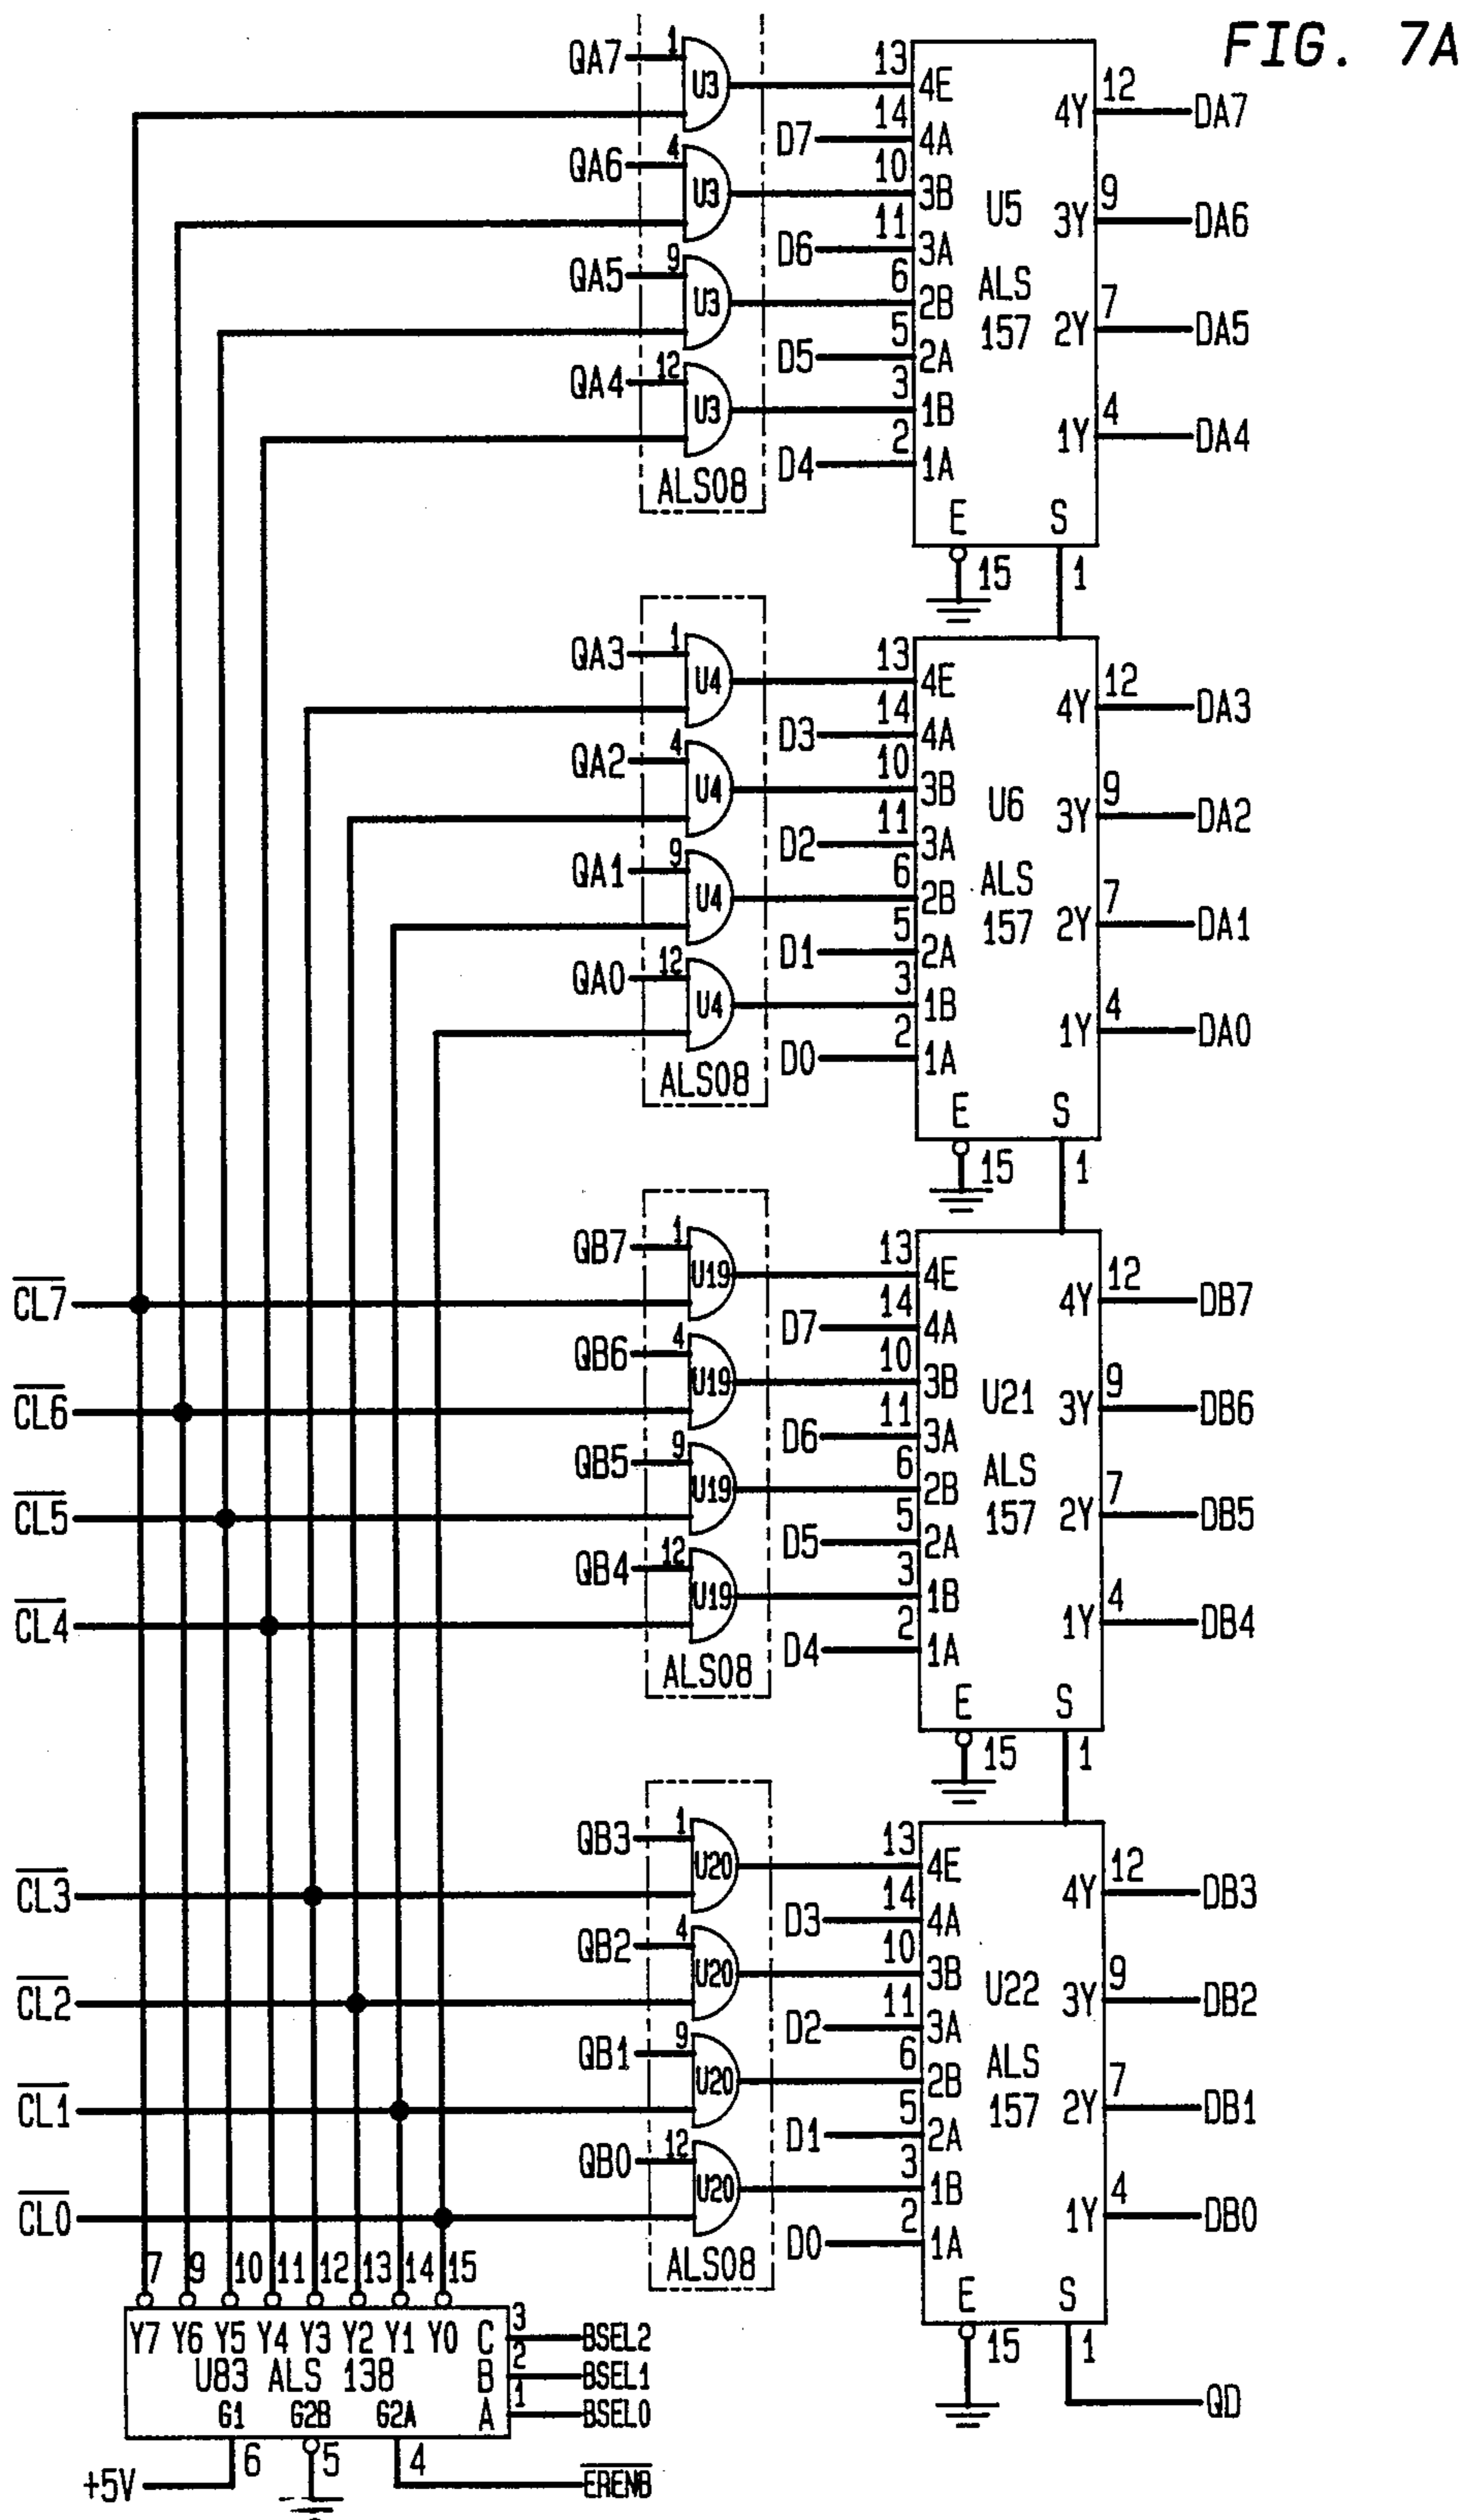 FIG. 7A
QA7 1 U3 13 4E 4Y 12 DA7
D7 14 4A
QA6 4 U3 10 3B U5 3Y 9 DA6
D6 11 3A
QA5 9 U3 6 2B ALS 2Y 7 DA5
D5 5 2A 157
QA4 12 U3 3 1B 1Y 4 DA4
D4 2 1A
ALS08
E S
15 1
QA3 1 U4 13 4E 4Y 12 DA3
D3 14 4A
QA2 4 U4 10 3B U6 3Y 9 DA2
D2 11 3A
QA1 9 U4 6 2B ALS 2Y 7 DA1
D1 5 2A 157
QA0 12 U4 3 1B 1Y 4 DA0
D0 2 1A
ALS08
E S
15 1
QB7 1 U19 13 4E 4Y 12 DB7
CL7 D7 14 4A
QB6 4 U19 10 3B U21 3Y 9 DB6
CL6 D6 11 3A
QB5 9 U19 6 2B ALS 2Y 7 DB5
CL5 D5 5 2A 157
QB4 12 U19 3 1B 1Y 4 DB4
CL4 D4 2 1A
ALS08
E S
15 1
QB3 1 U20 13 4E 4Y 12 DB3
CL3 D3 14 4A
QB2 4 U20 10 3B U22 3Y 9 DB2
CL2 D2 11 3A
QB1 9 U20 6 2B ALS 2Y 7 DB1
CL1 D1 5 2A 157
QB0 12 U20 3 1B 1Y 4 DB0
CL0 D0 2 1A
ALS08
E S
15 1
QD
7 9 10 11 12 13 14 15
Y7 Y6 Y5 Y4 Y3 Y2 Y1 Y0 C 3 BSEL2
U83 ALS 138 B 2 BSEL1
G1 G2B G2A A 1 BSEL0
6 5 4
+5V ERENB